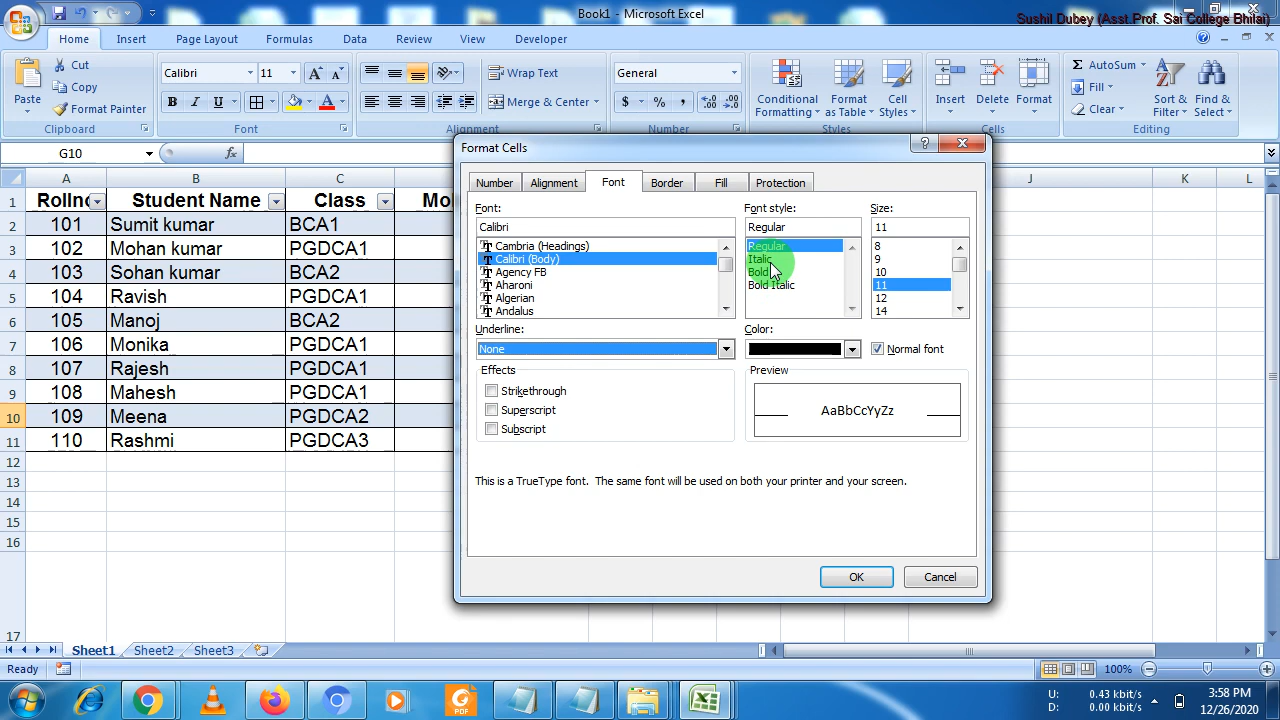 Book1 - Microsoft Excel
Sushil Dubey (Asst.Prof. Sai College Bhilai)
Home Insert Page Layout Formulas Data Review View Developer
Paste Cut Copy Format Painter
Calibri 11
B I U
Wrap Text
Merge & Center
General
$ % ,
Conditional Formatting Format as Table Cell Styles
Insert Delete Format
AutoSum Fill Clear
Sort & Filter Find & Select
Clipboard Font Alignment Number Styles Cells Editing
G10 fx
A B C J K L
1 Rollno Student Name Class
2 101 Sumit kumar BCA1
3 102 Mohan kumar PGDCA1
4 103 Sohan kumar BCA2
5 104 Ravish PGDCA1
6 105 Manoj BCA2
7 106 Monika PGDCA1
8 107 Rajesh PGDCA1
9 108 Mahesh PGDCA1
10 109 Meena PGDCA2
11 110 Rashmi PGDCA3
12
13
14
15
16
17
Format Cells
Number Alignment Font Border Fill Protection
Font: Font style: Size:
Calibri Regular 11
Cambria (Headings) Regular 8
Calibri (Body) Italic 9
Agency FB Bold 10
Aharoni Bold Italic 11
Algerian 12
Andalus 14
Underline: Color:
None Normal font
Effects Preview
Strikethrough
Superscript AaBbCcYyZz
Subscript
This is a TrueType font. The same font will be used on both your printer and your screen.
OK Cancel
Sheet1 Sheet2 Sheet3
Ready 100%
PDF
U: 0.43 kbit/s
D: 0.00 kbit/s
3:58 PM
12/26/2020